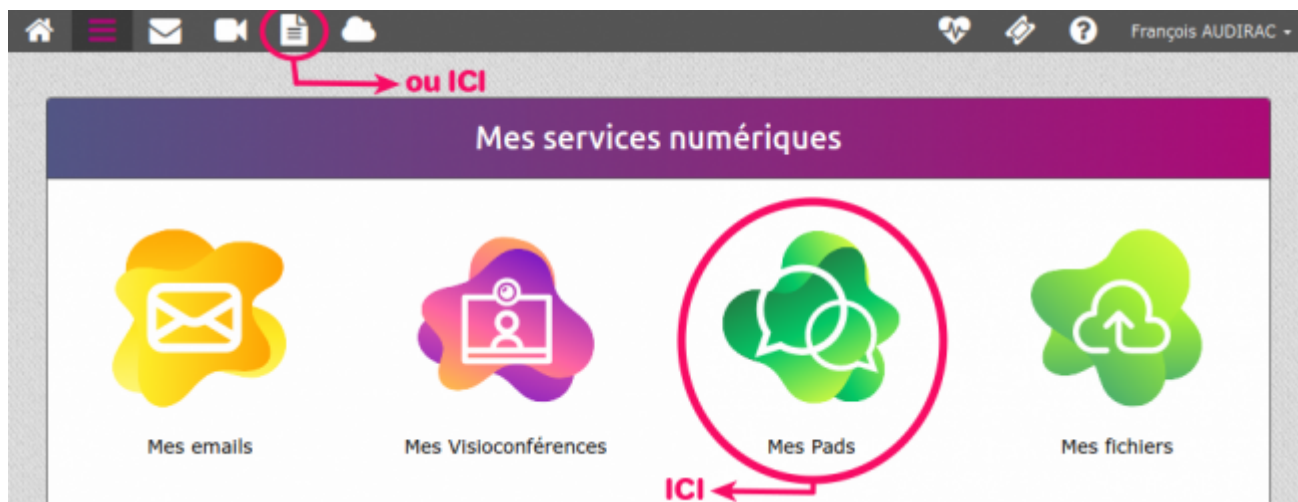 François AUDIRAC
ou ICI
Mes services numériques
Mes emails
Mes Visioconférences
Mes Pads
Mes fichiers
ICI